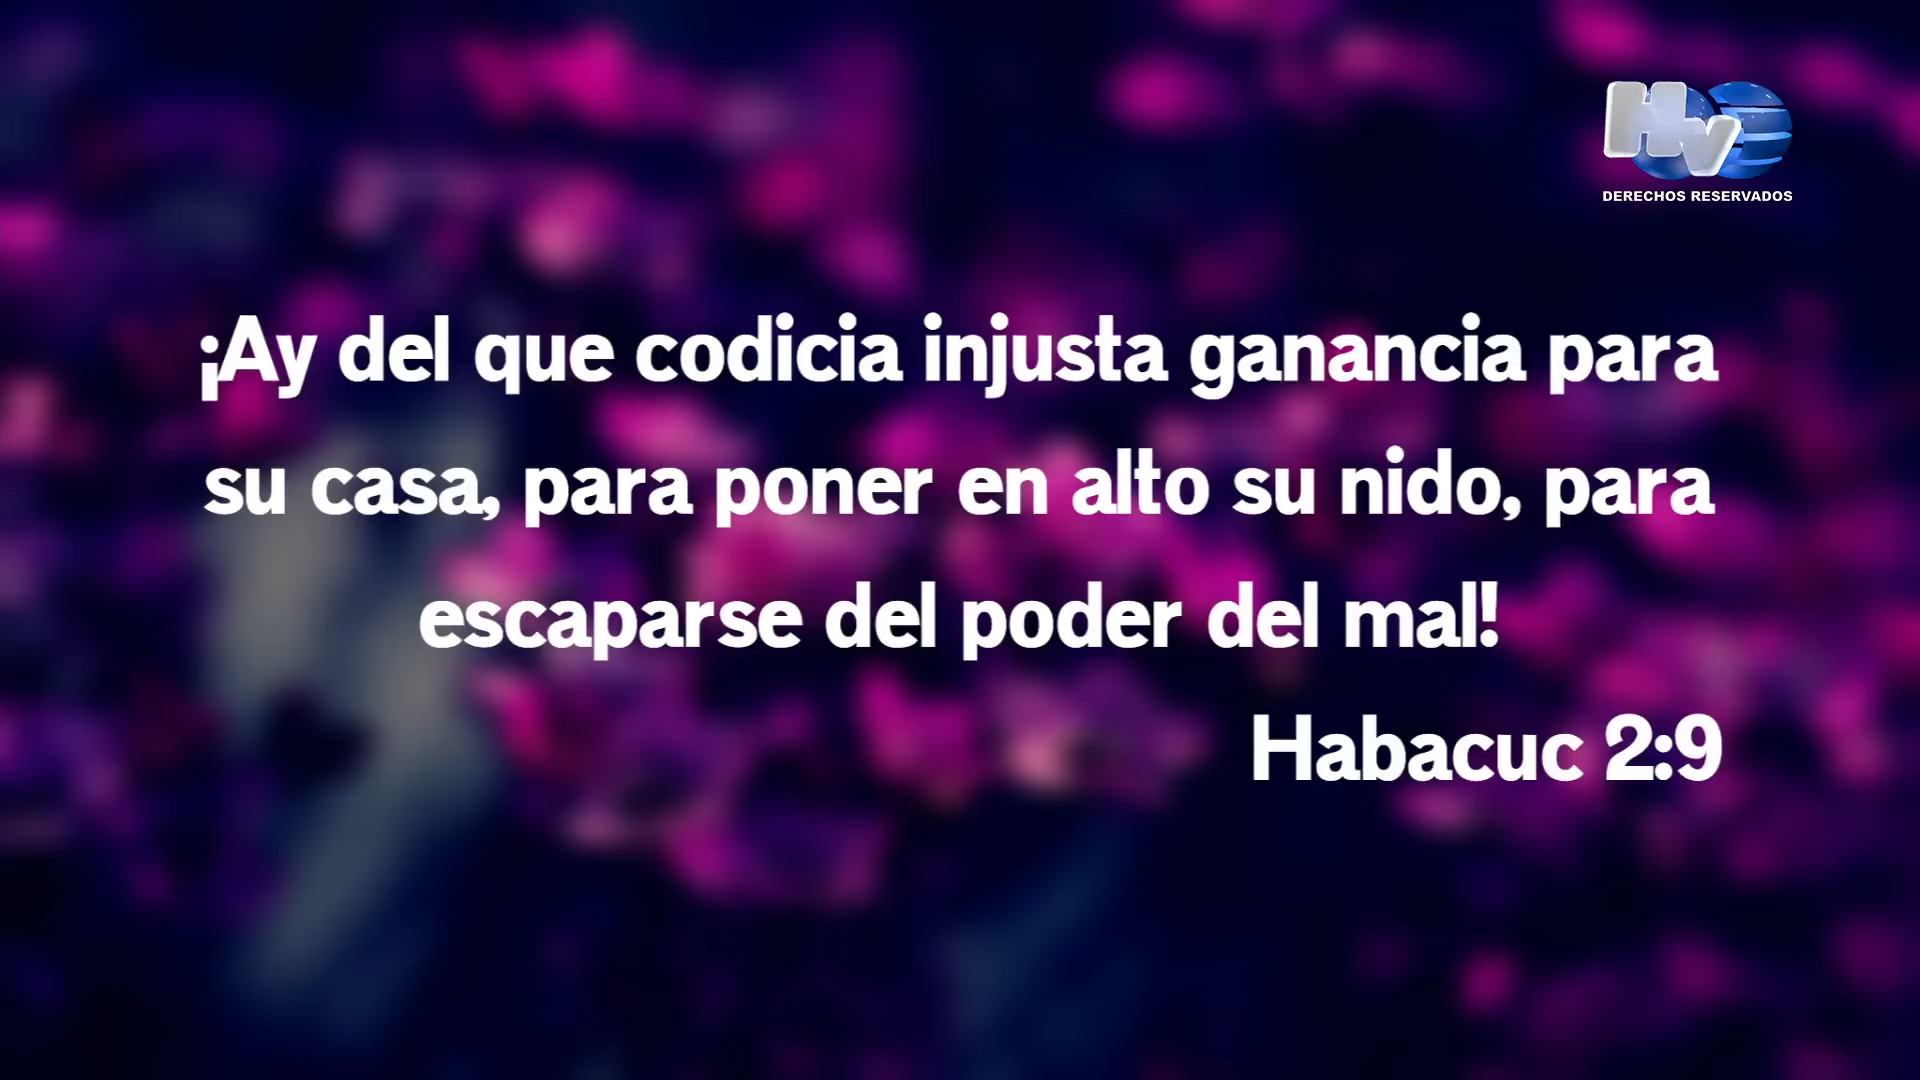 HV
DERECHOS RESERVADOS
¡Ay del que codicia injusta ganancia para
su casa, para poner en alto su nido, para
escaparse del poder del mal!
Habacuc 2:9